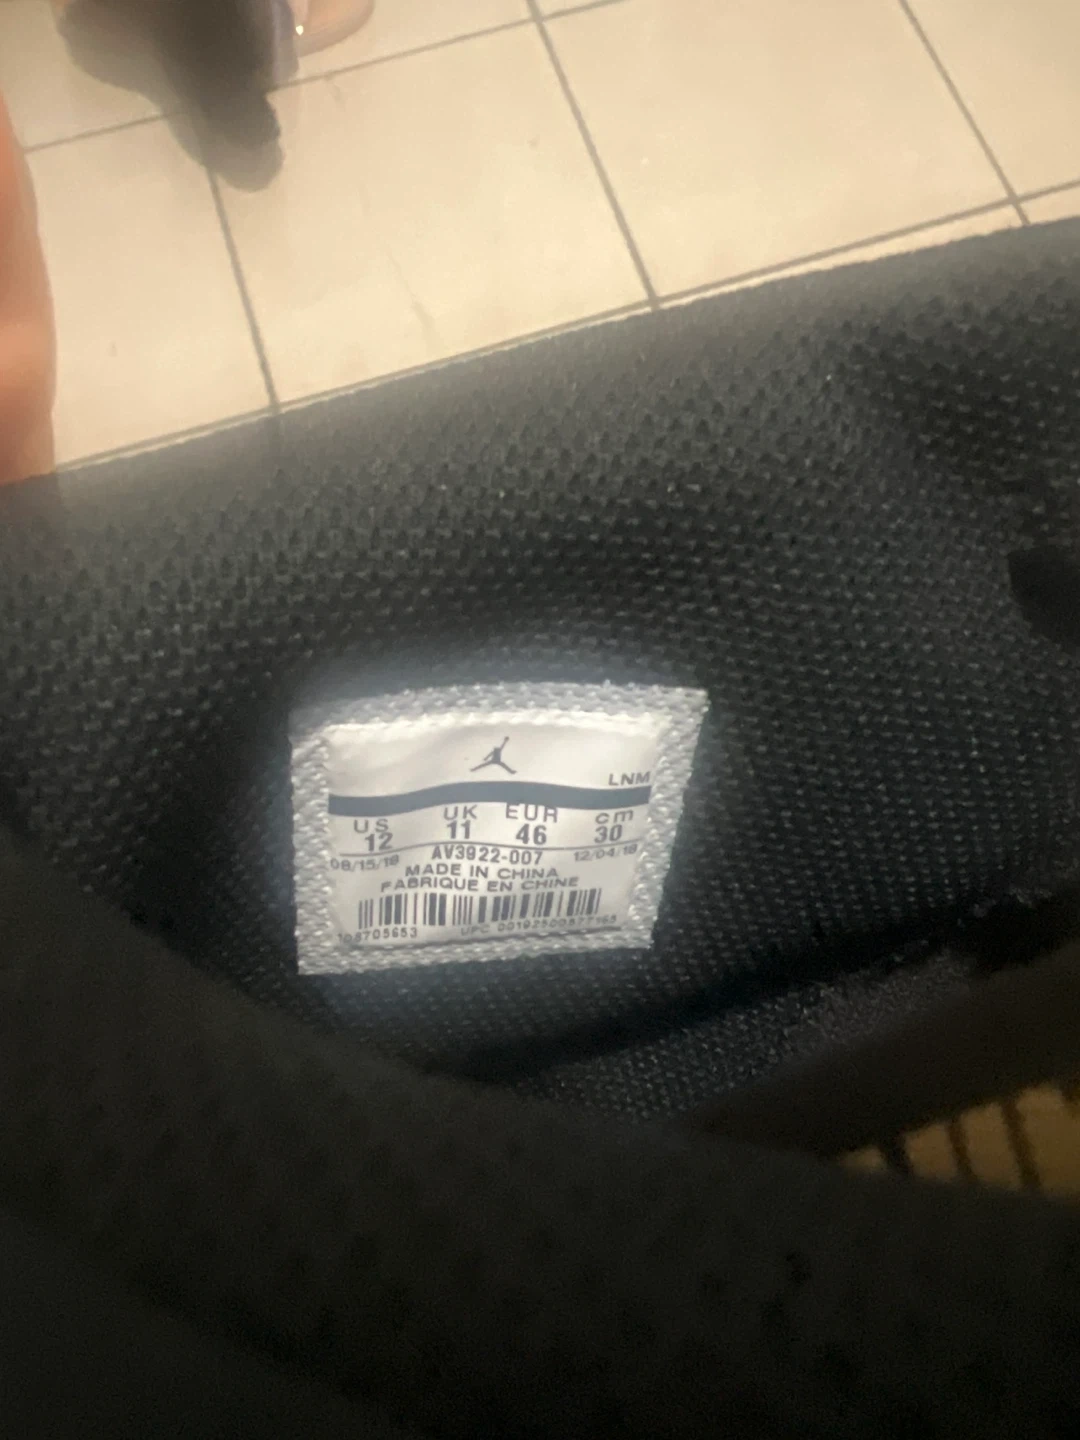 LNM
US UK EUR cm
12 11 46 30
08/15/18 AV3922-007 12/04/18
MADE IN CHINA
FABRIQUE EN CHINE
UPC